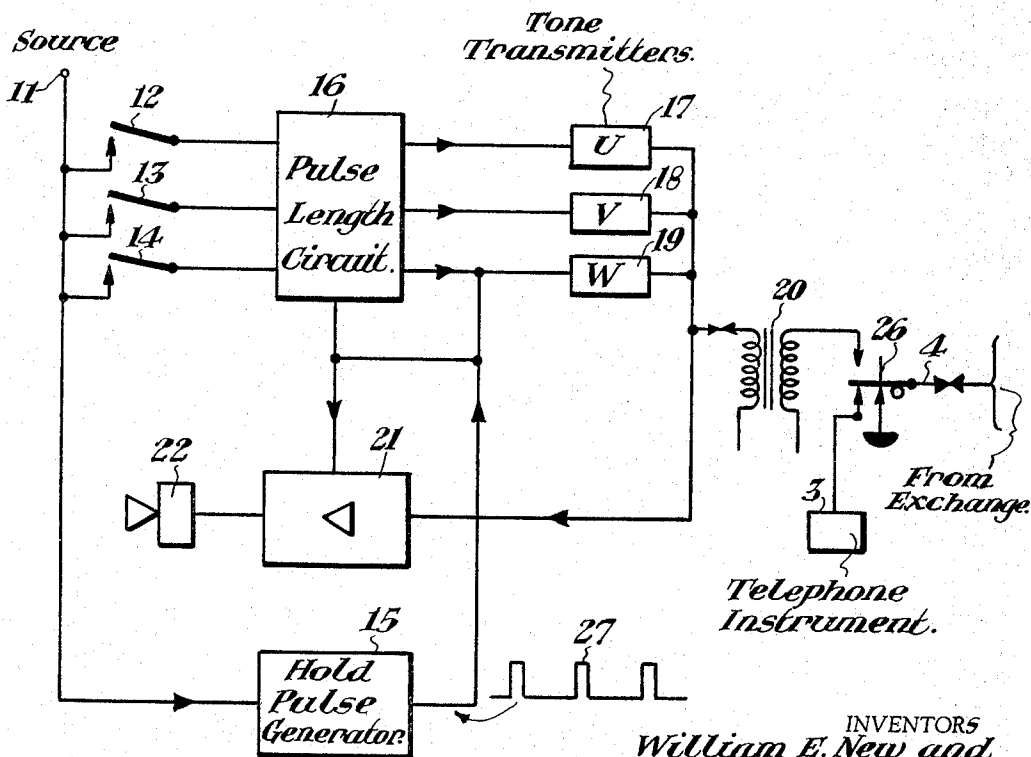 Source
Tone
Transmitters.
11
12
16
17
U
13
Pulse
18
Length
V
14
Circuit.
19
W
20
26
4
22
21
From
Exchange.
3
Telephone
Instrument.
15
27
Hold
Pulse
Generator.
INVENTORS
William E. New and